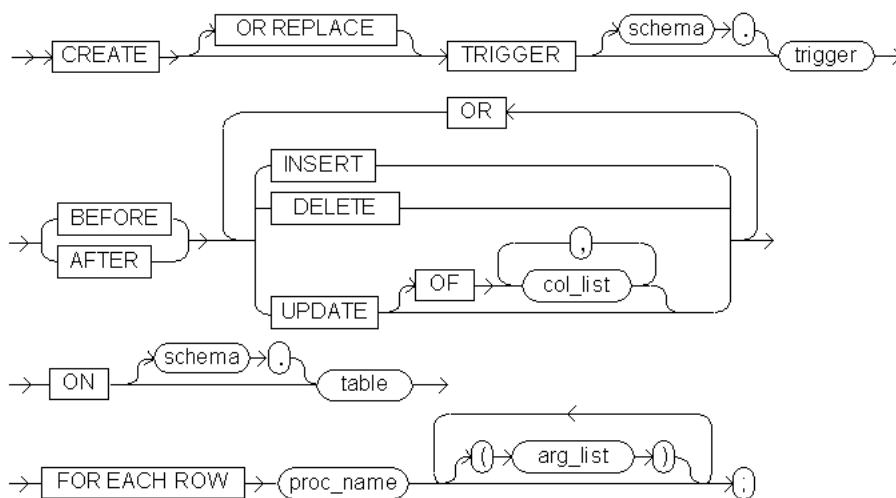 CREATE OR REPLACE TRIGGER schema . trigger
OR
INSERT
DELETE
BEFORE
AFTER
,
UPDATE OF col_list
ON schema . table
FOR EACH ROW proc_name ( arg_list ) ;